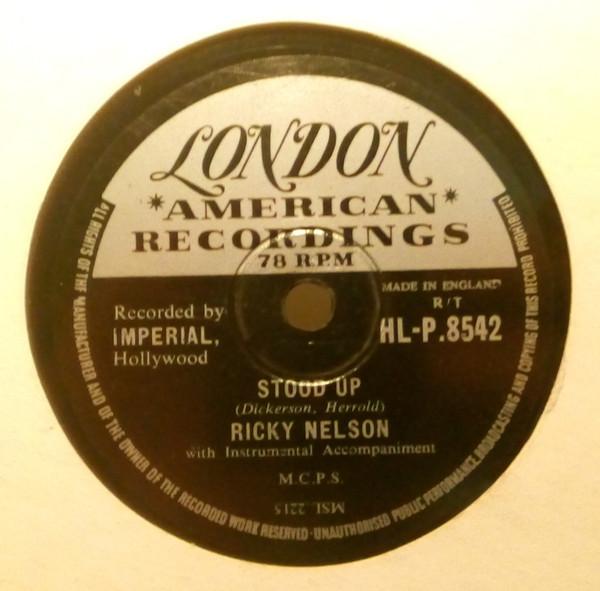 LONDON
*AMERICAN*
RECORDINGS
78 RPM
MADE IN ENGLAND
R/T
Recorded by
IMPERIAL,
Hollywood
HL-P.8542
STOOD UP
(Dickerson, Herrold)
RICKY NELSON
with Instrumental Accompaniment
M.C.P.S.
MSL 2215
ALL RIGHTS OF THE MANUFACTURER AND OF THE OWNER OF THE RECORDED WORK RESERVED·UNAUTHORISED PUBLIC PERFORMANCE, BROADCASTING AND COPYING OF THIS RECORD PROHIBITED